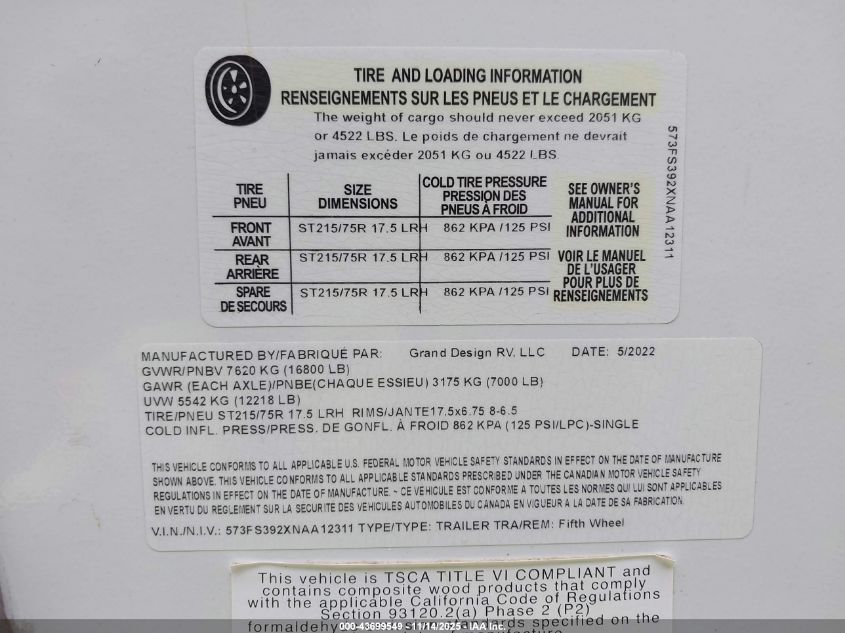 TIRE AND LOADING INFORMATION
RENSEIGNEMENTS SUR LES PNEUS ET LE CHARGEMENT
The weight of cargo should never exceed 2051 KG
or 4522 LBS. Le poids de chargement ne devrait
jamais excéder 2051 KG ou 4522 LBS.
TIRE PNEU
SIZE DIMENSIONS
COLD TIRE PRESSURE PRESSION DES PNEUS À FROID
SEE OWNER'S MANUAL FOR ADDITIONAL INFORMATION
FRONT AVANT ST215/75R 17.5 LRH 862 KPA /125 PSI
REAR ARRIÈRE ST215/75R 17.5 LRH 862 KPA /125 PSI
SPARE DE SECOURS ST215/75R 17.5 LRH 862 KPA /125 PSI
VOIR LE MANUEL DE L'USAGER POUR PLUS DE RENSEIGNEMENTS
573FS392XNAA12311
MANUFACTURED BY/FABRIQUÉ PAR: Grand Design RV, LLC DATE: 5/2022
GVWR/PNBV 7620 KG (16800 LB)
GAWR (EACH AXLE)/PNBE(CHAQUE ESSIEU) 3175 KG (7000 LB)
UVW 5542 KG (12218 LB)
TIRE/PNEU ST215/75R 17.5 LRH RIMS/JANTE17.5x6.75 8-6.5
COLD INFL. PRESS/PRESS. DE GONFL. À FROID 862 KPA (125 PSI/LPC)-SINGLE
THIS VEHICLE CONFORMS TO ALL APPLICABLE U.S. FEDERAL MOTOR VEHICLE SAFETY STANDARDS IN EFFECT ON THE DATE OF MANUFACTURE
SHOWN ABOVE. THIS VEHICLE CONFORMS TO ALL APPLICABLE STANDARDS PRESCRIBED UNDER THE CANADIAN MOTOR VEHICLE SAFETY
REGULATIONS IN EFFECT ON THE DATE OF MANUFACTURE. ~ CE VEHICULE EST CONFORME A TOUTES LES NORMES QUI LUI SONT APPLICABLES
EN VERTU DU REGLEMENT SUR LA SECURITE DES VEHICULES AUTOMOBILES DU CANADA EN VIGUEUR A LA DATE DE SA FABRICATION.
V.I.N./N.I.V.: 573FS392XNAA12311 TYPE/TYPE: TRAILER TRA/REM: Fifth Wheel
This vehicle is TSCA TITLE VI COMPLIANT and
contains composite wood products that comply
with the applicable California Code of Regulations
Section 93120.2(a) Phase 2 (P2)
specified on the
000-43699549 - 11/14/2025 - IAA Inc.